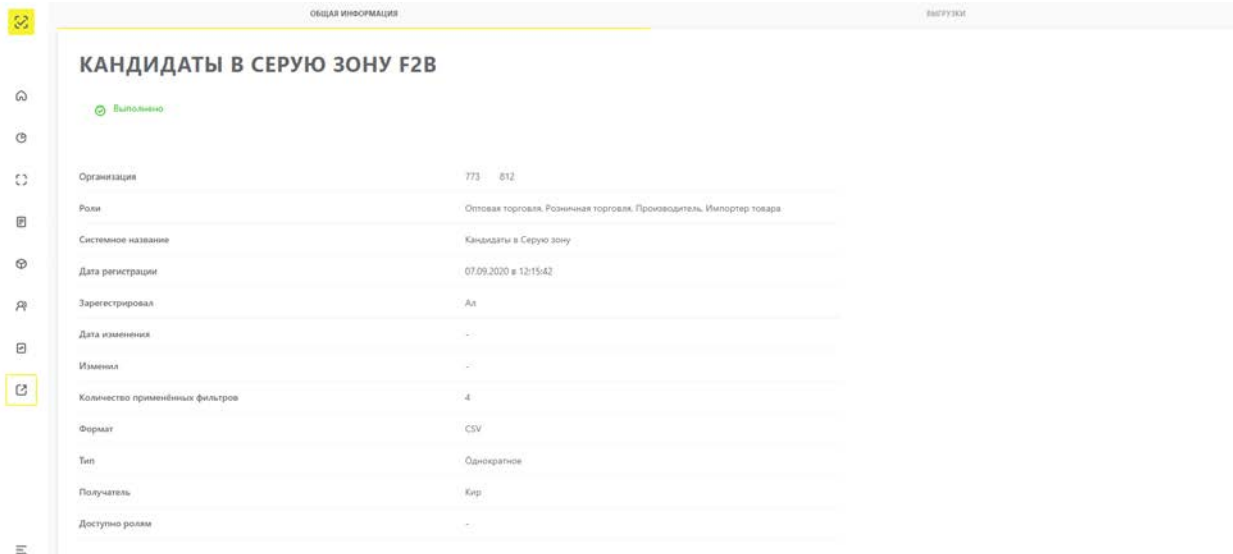 ОБЩАЯ ИНФОРМАЦИЯ ВЫГРУЗКИ
КАНДИДАТЫ В СЕРУЮ ЗОНУ F2B
Выполнено
Организация 773 812
Роли Оптовая торговля, Розничная торговля, Производитель, Импортер товара
Системное название Кандидаты в Серую зону
Дата регистрации 07.09.2020 в 12:15:42
Зарегестрировал Ал
Дата изменения -
Изменил -
Количество применённых фильтров 4
Формат CSV
Тип Однократное
Получатель Кир
Доступно ролям -